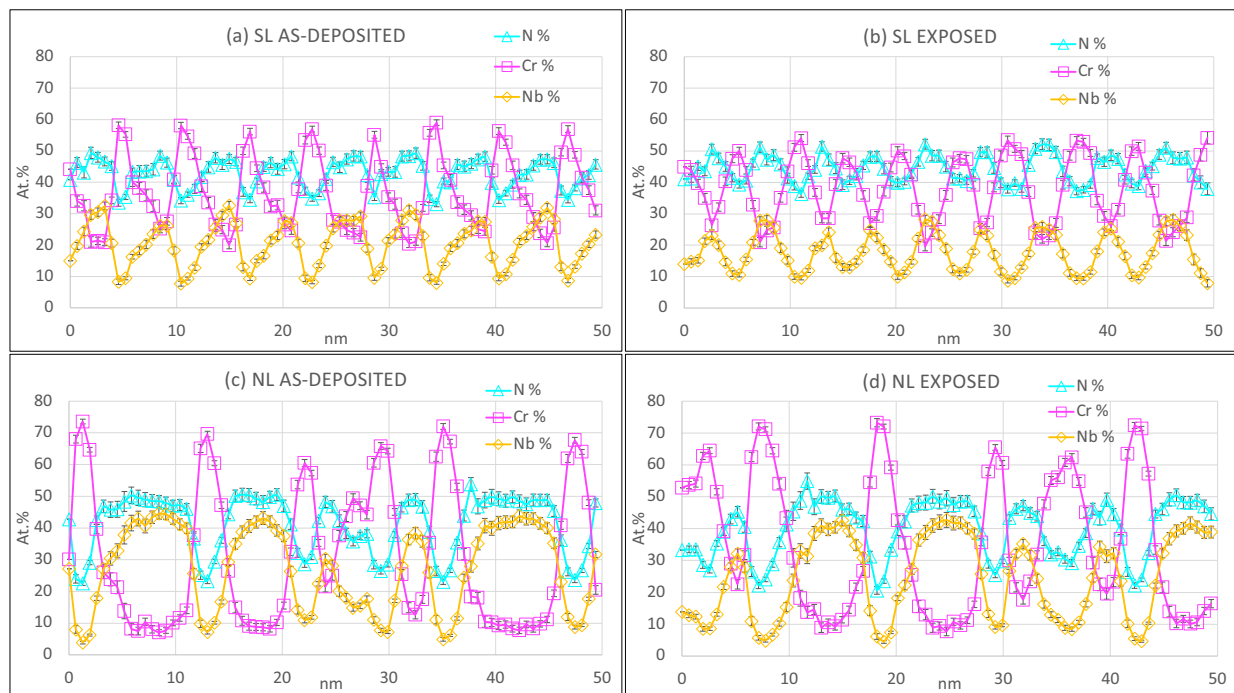 (a) SL AS-DEPOSITED
N %
Cr %
Nb %
At.%
80
70
60
50
40
30
20
10
0
0 10 20 30 40 50
nm
(b) SL EXPOSED
N %
Cr %
Nb %
At.%
80
70
60
50
40
30
20
10
0
0 10 20 30 40 50
nm
(c) NL AS-DEPOSITED
N %
Cr %
Nb %
At.%
80
70
60
50
40
30
20
10
0
0 10 20 30 40 50
nm
(d) NL EXPOSED
N %
Cr %
Nb %
At.%
80
70
60
50
40
30
20
10
0
0 10 20 30 40 50
nm